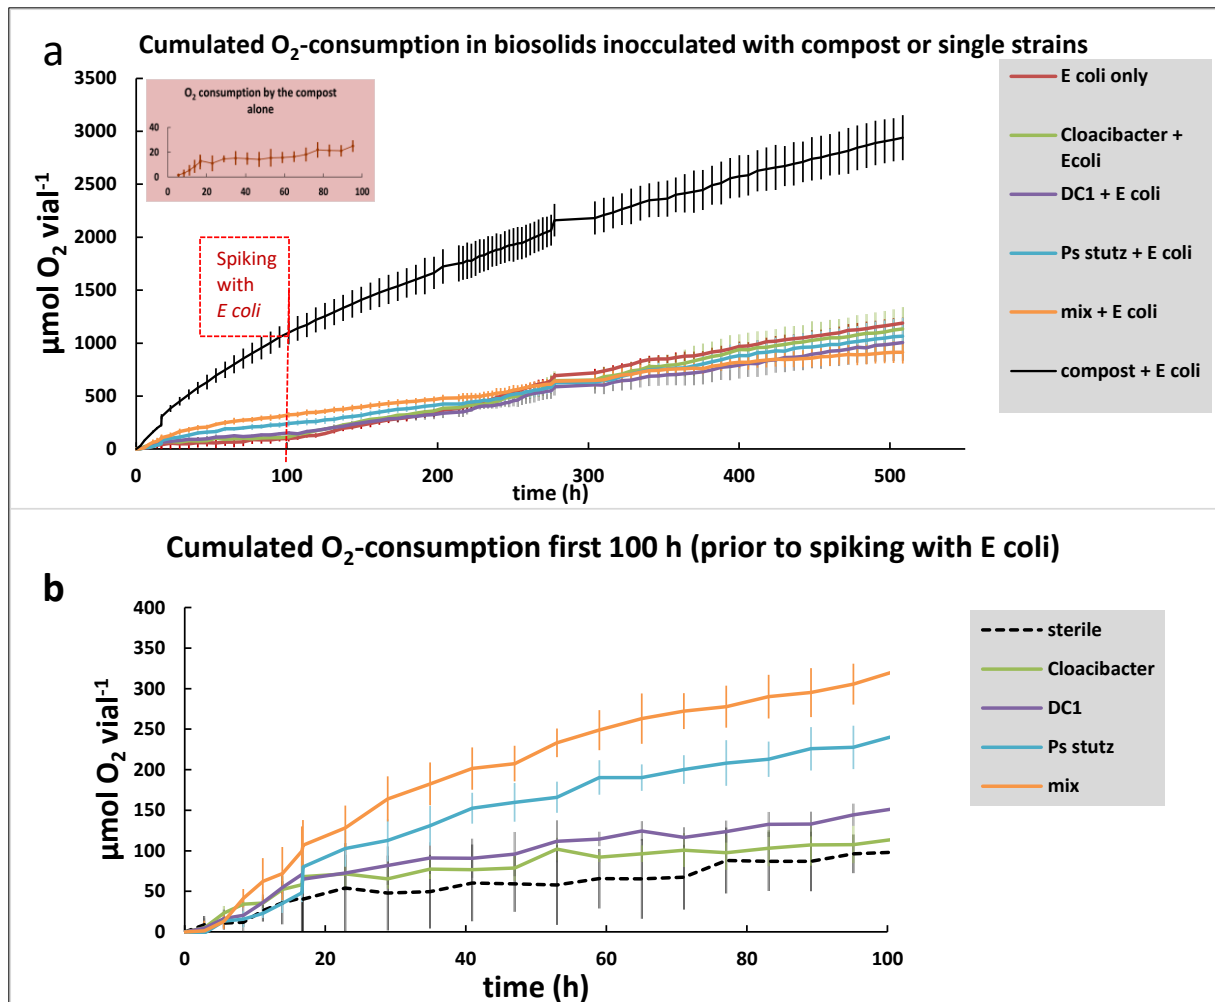 a
Cumulated O₂-consumption in biosolids inocculated with compost or single strains
3500
3000
2500
2000
1500
1000
500
0
µmol O₂ vial⁻¹
O₂ consumption by the compost
alone
40
20
0
0 20 40 60 80 100
Spiking
with
E coli
0 100 200 300 400 500
time (h)
E coli only
Cloacibacter +
Ecoli
DC1 + E coli
Ps stutz + E coli
mix + E coli
compost + E coli
Cumulated O₂-consumption first 100 h (prior to spiking with E coli)
b
400
350
300
250
200
150
100
50
0
µmol O₂ vial⁻¹
0 20 40 60 80 100
time (h)
sterile
Cloacibacter
DC1
Ps stutz
mix